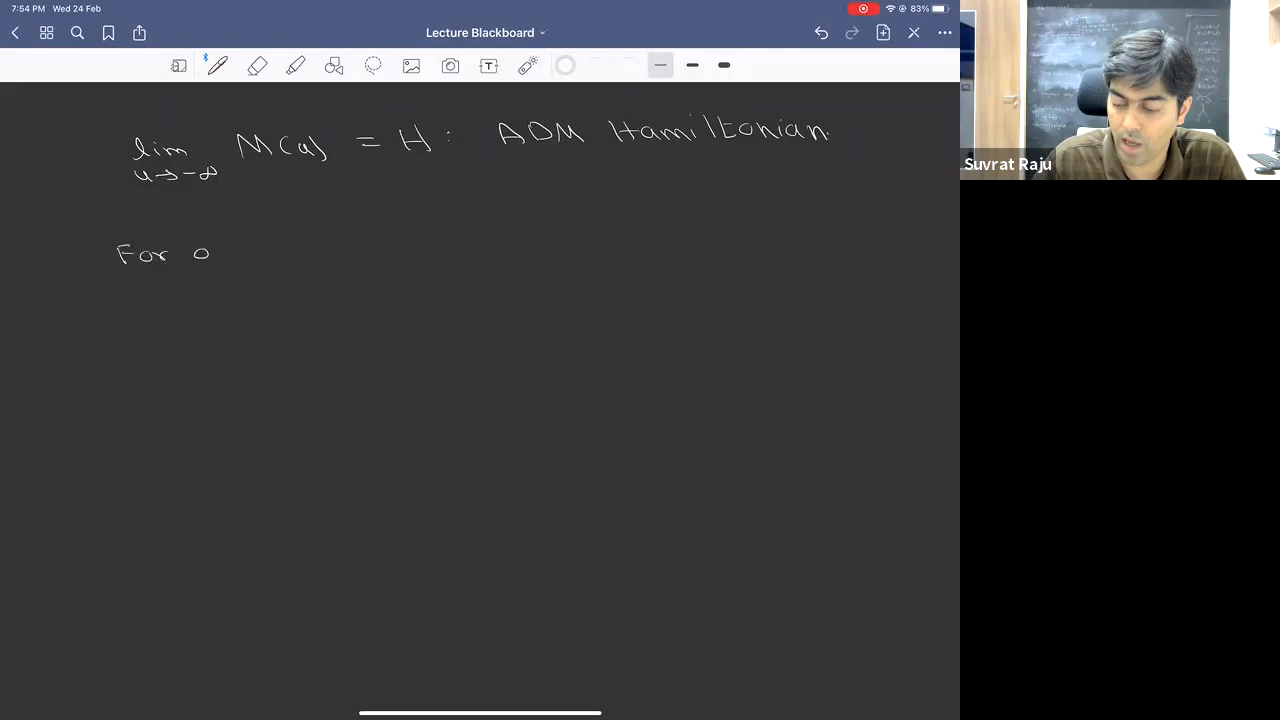 7:54 PM Wed 24 Feb
83%
Lecture Blackboard
lim M(u) = H : ADM Hamiltonian.
u→-∞
For o
Suvrat Raju